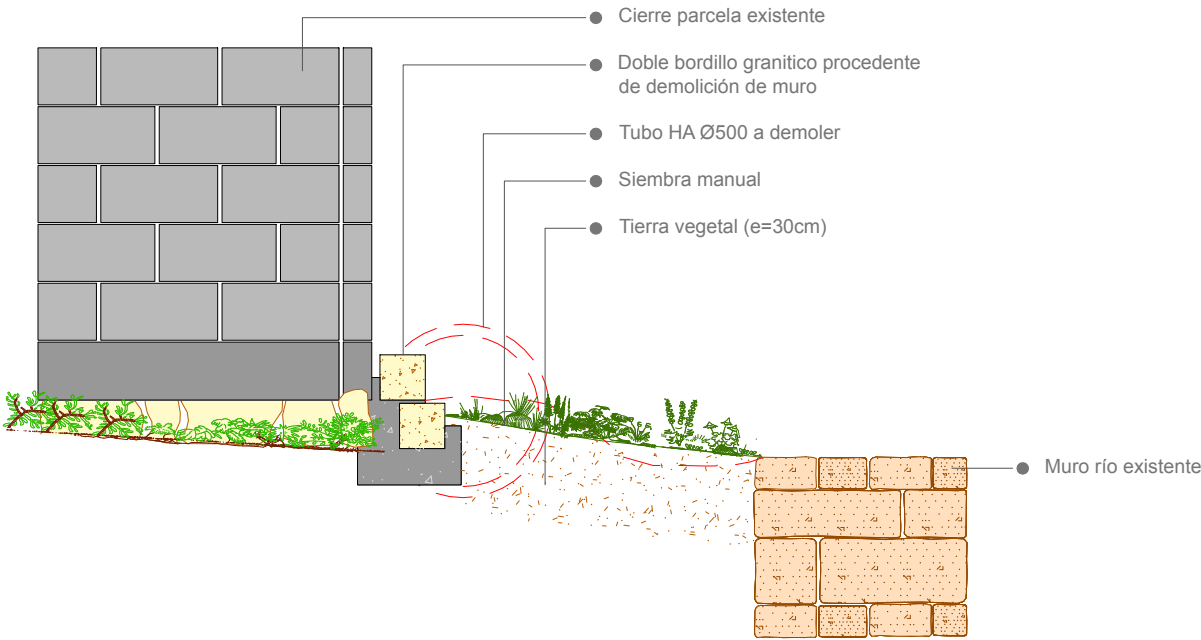 Cierre parcela existente
Doble bordillo granitico procedente
de demolición de muro
Tubo HA Ø500 a demoler
Siembra manual
Tierra vegetal (e=30cm)
Muro río existente